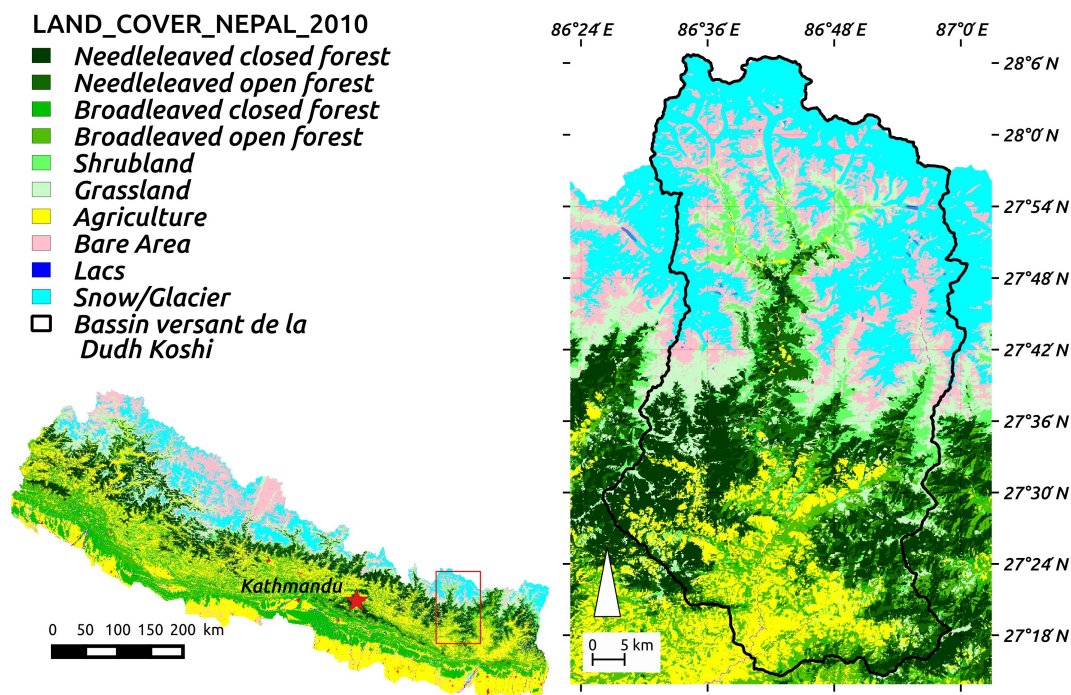 LAND_COVER_NEPAL_2010
Needleleaved closed forest
Needleleaved open forest
Broadleaved closed forest
Broadleaved open forest
Shrubland
Grassland
Agriculture
Bare Area
Lacs
Snow/Glacier
Bassin versant de la
Dudh Koshi
Kathmandu
0 50 100 150 200 km
86°24′E 86°36′E 86°48′E 87°0′E
28°6′N
28°0′N
27°54′N
27°48′N
27°42′N
27°36′N
27°30′N
27°24′N
27°18′N
0 5 km